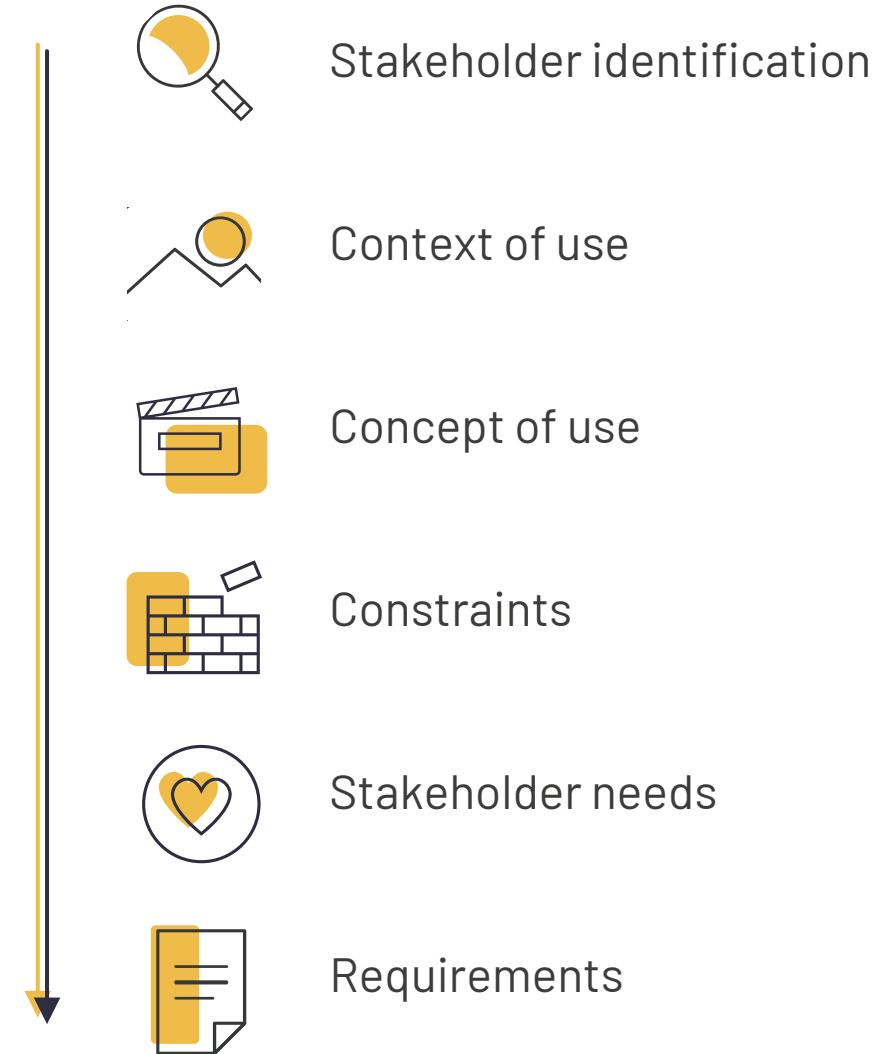 Stakeholder identification
Context of use
Concept of use
Constraints
Stakeholder needs
Requirements